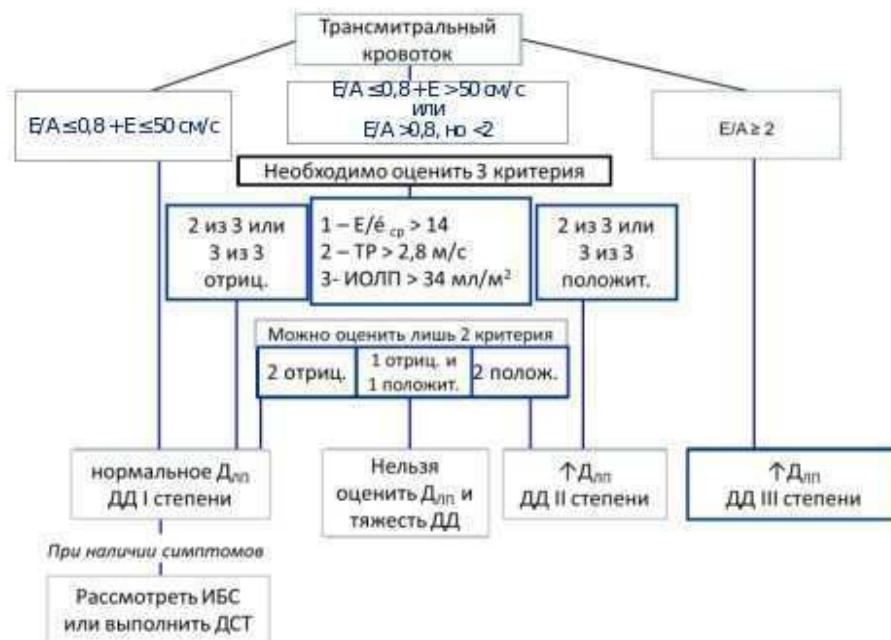 Трансмитральный
кровоток
E/A ≤0,8 + E ≤50 см/с
E/A ≤0,8 + E >50 см/с
или
E/A >0,8, но <2
E/A ≥ 2
Необходимо оценить 3 критерия
2 из 3 или
3 из 3
отриц.
1 – E/é ср > 14
2 – ТР > 2,8 м/с
3- ИОЛП > 34 мл/м²
2 из 3 или
3 из 3
положит.
Можно оценить лишь 2 критерия
2 отриц.
1 отриц. и
1 положит.
2 полож.
нормальное ДЛП
ДД I степени
Нельзя
оценить ДЛП и
тяжесть ДД
↑ДЛП
ДД II степени
↑ДЛП
ДД III степени
При наличии симптомов
Рассмотреть ИБС
или выполнить ДСТ